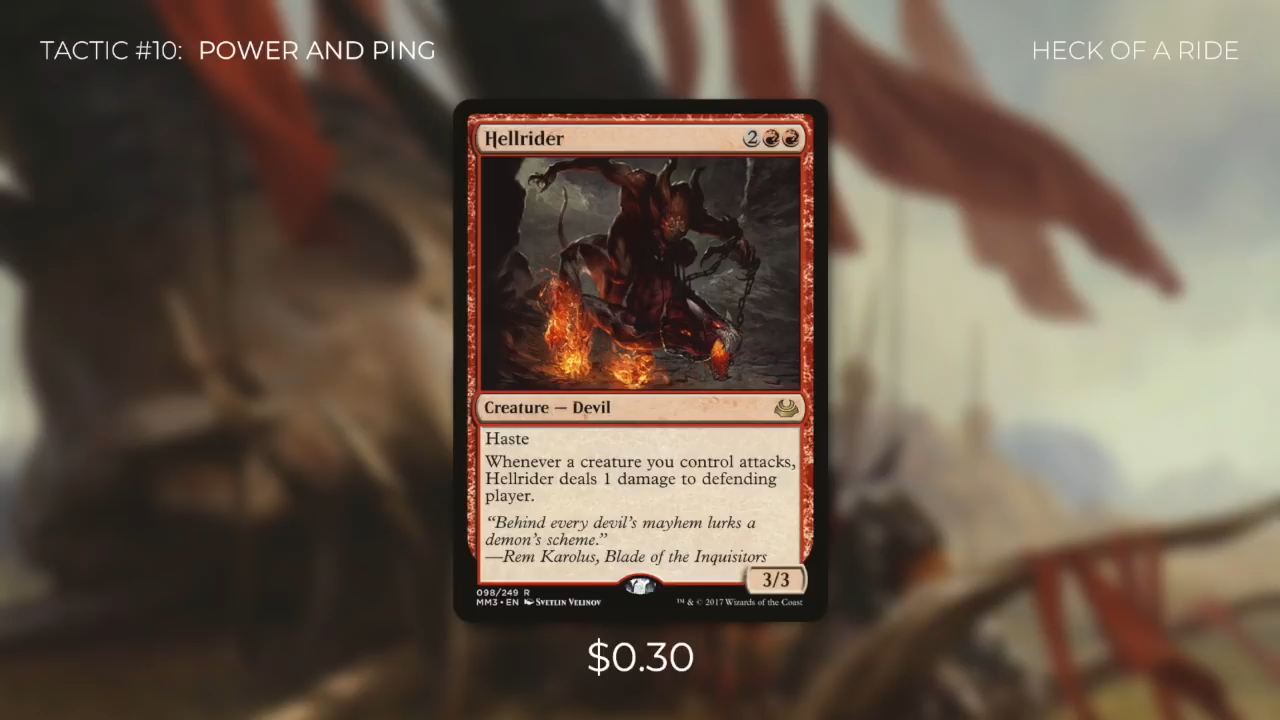 TACTIC #10: POWER AND PING
HECK OF A RIDE
Hellrider 2
Creature — Devil
Haste
Whenever a creature you control attacks,
Hellrider deals 1 damage to defending
player.
"Behind every devil's mayhem lurks a
demon's scheme."
—Rem Karolus, Blade of the Inquisitors
3/3
098/249 R
MM3 • EN Svetlin Velinov
™ & © 2017 Wizards of the Coast
$0.30